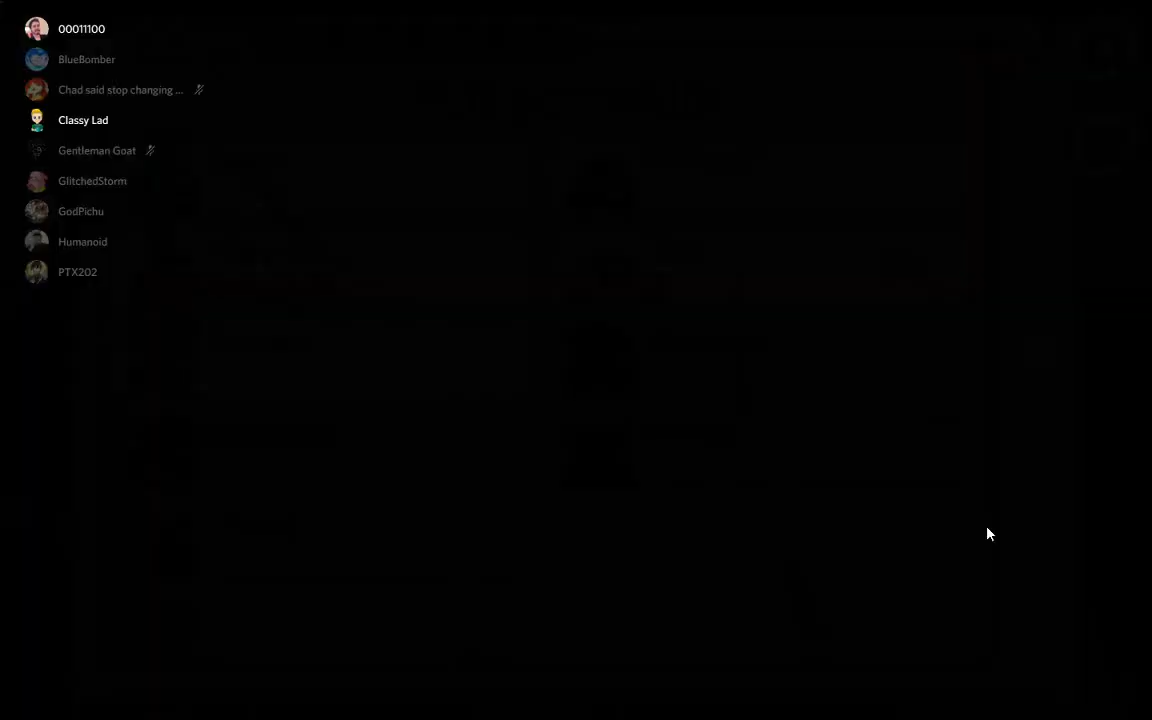 00011100
BlueBomber
Chad said stop changing ...
Classy Lad
Gentleman Goat
GlitchedStorm
GodPichu
Humanoid
PTX202